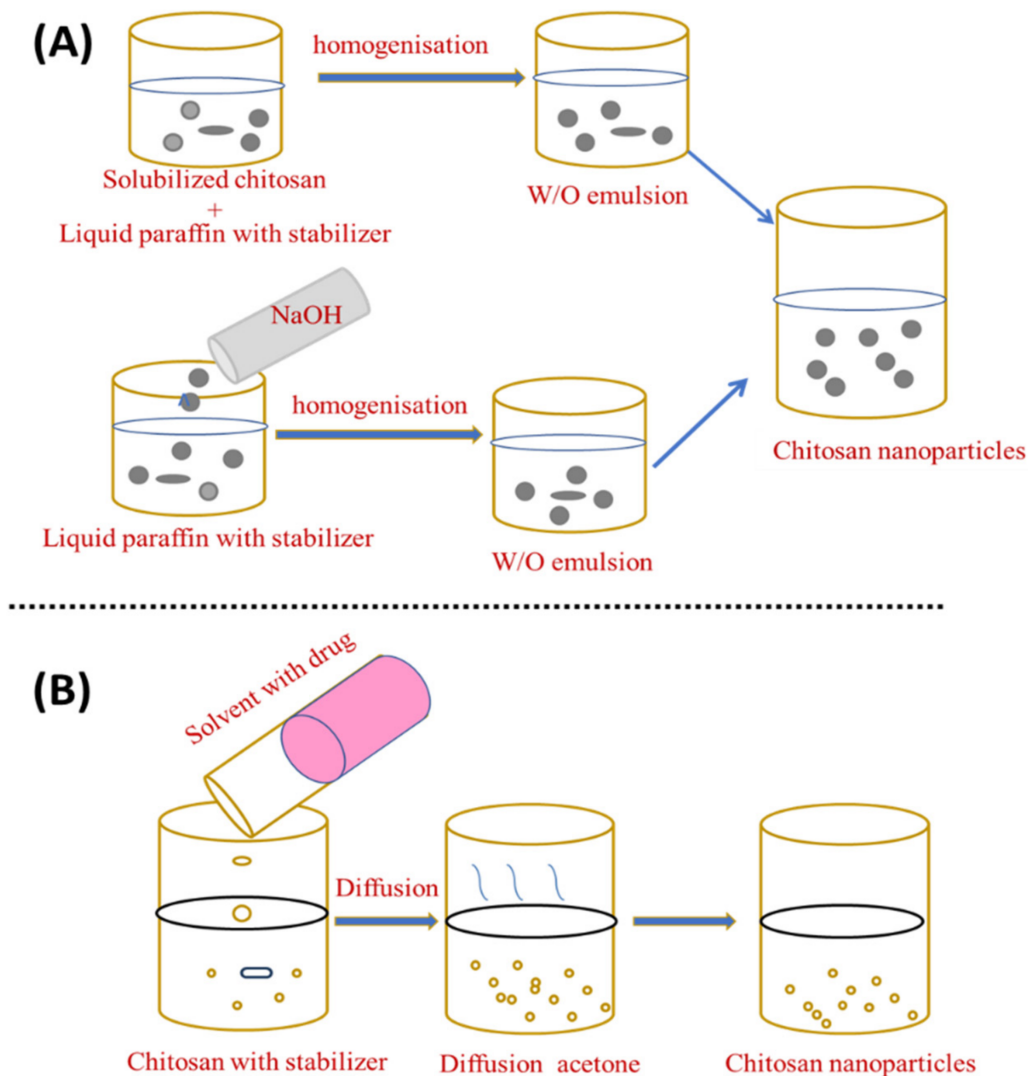 (A)
homogenisation
Solubilized chitosan
+
Liquid paraffin with stabilizer
W/O emulsion
NaOH
homogenisation
Chitosan nanoparticles
Liquid paraffin with stabilizer
W/O emulsion
(B)
Solvent with drug
Diffusion
Chitosan with stabilizer
Diffusion acetone
Chitosan nanoparticles